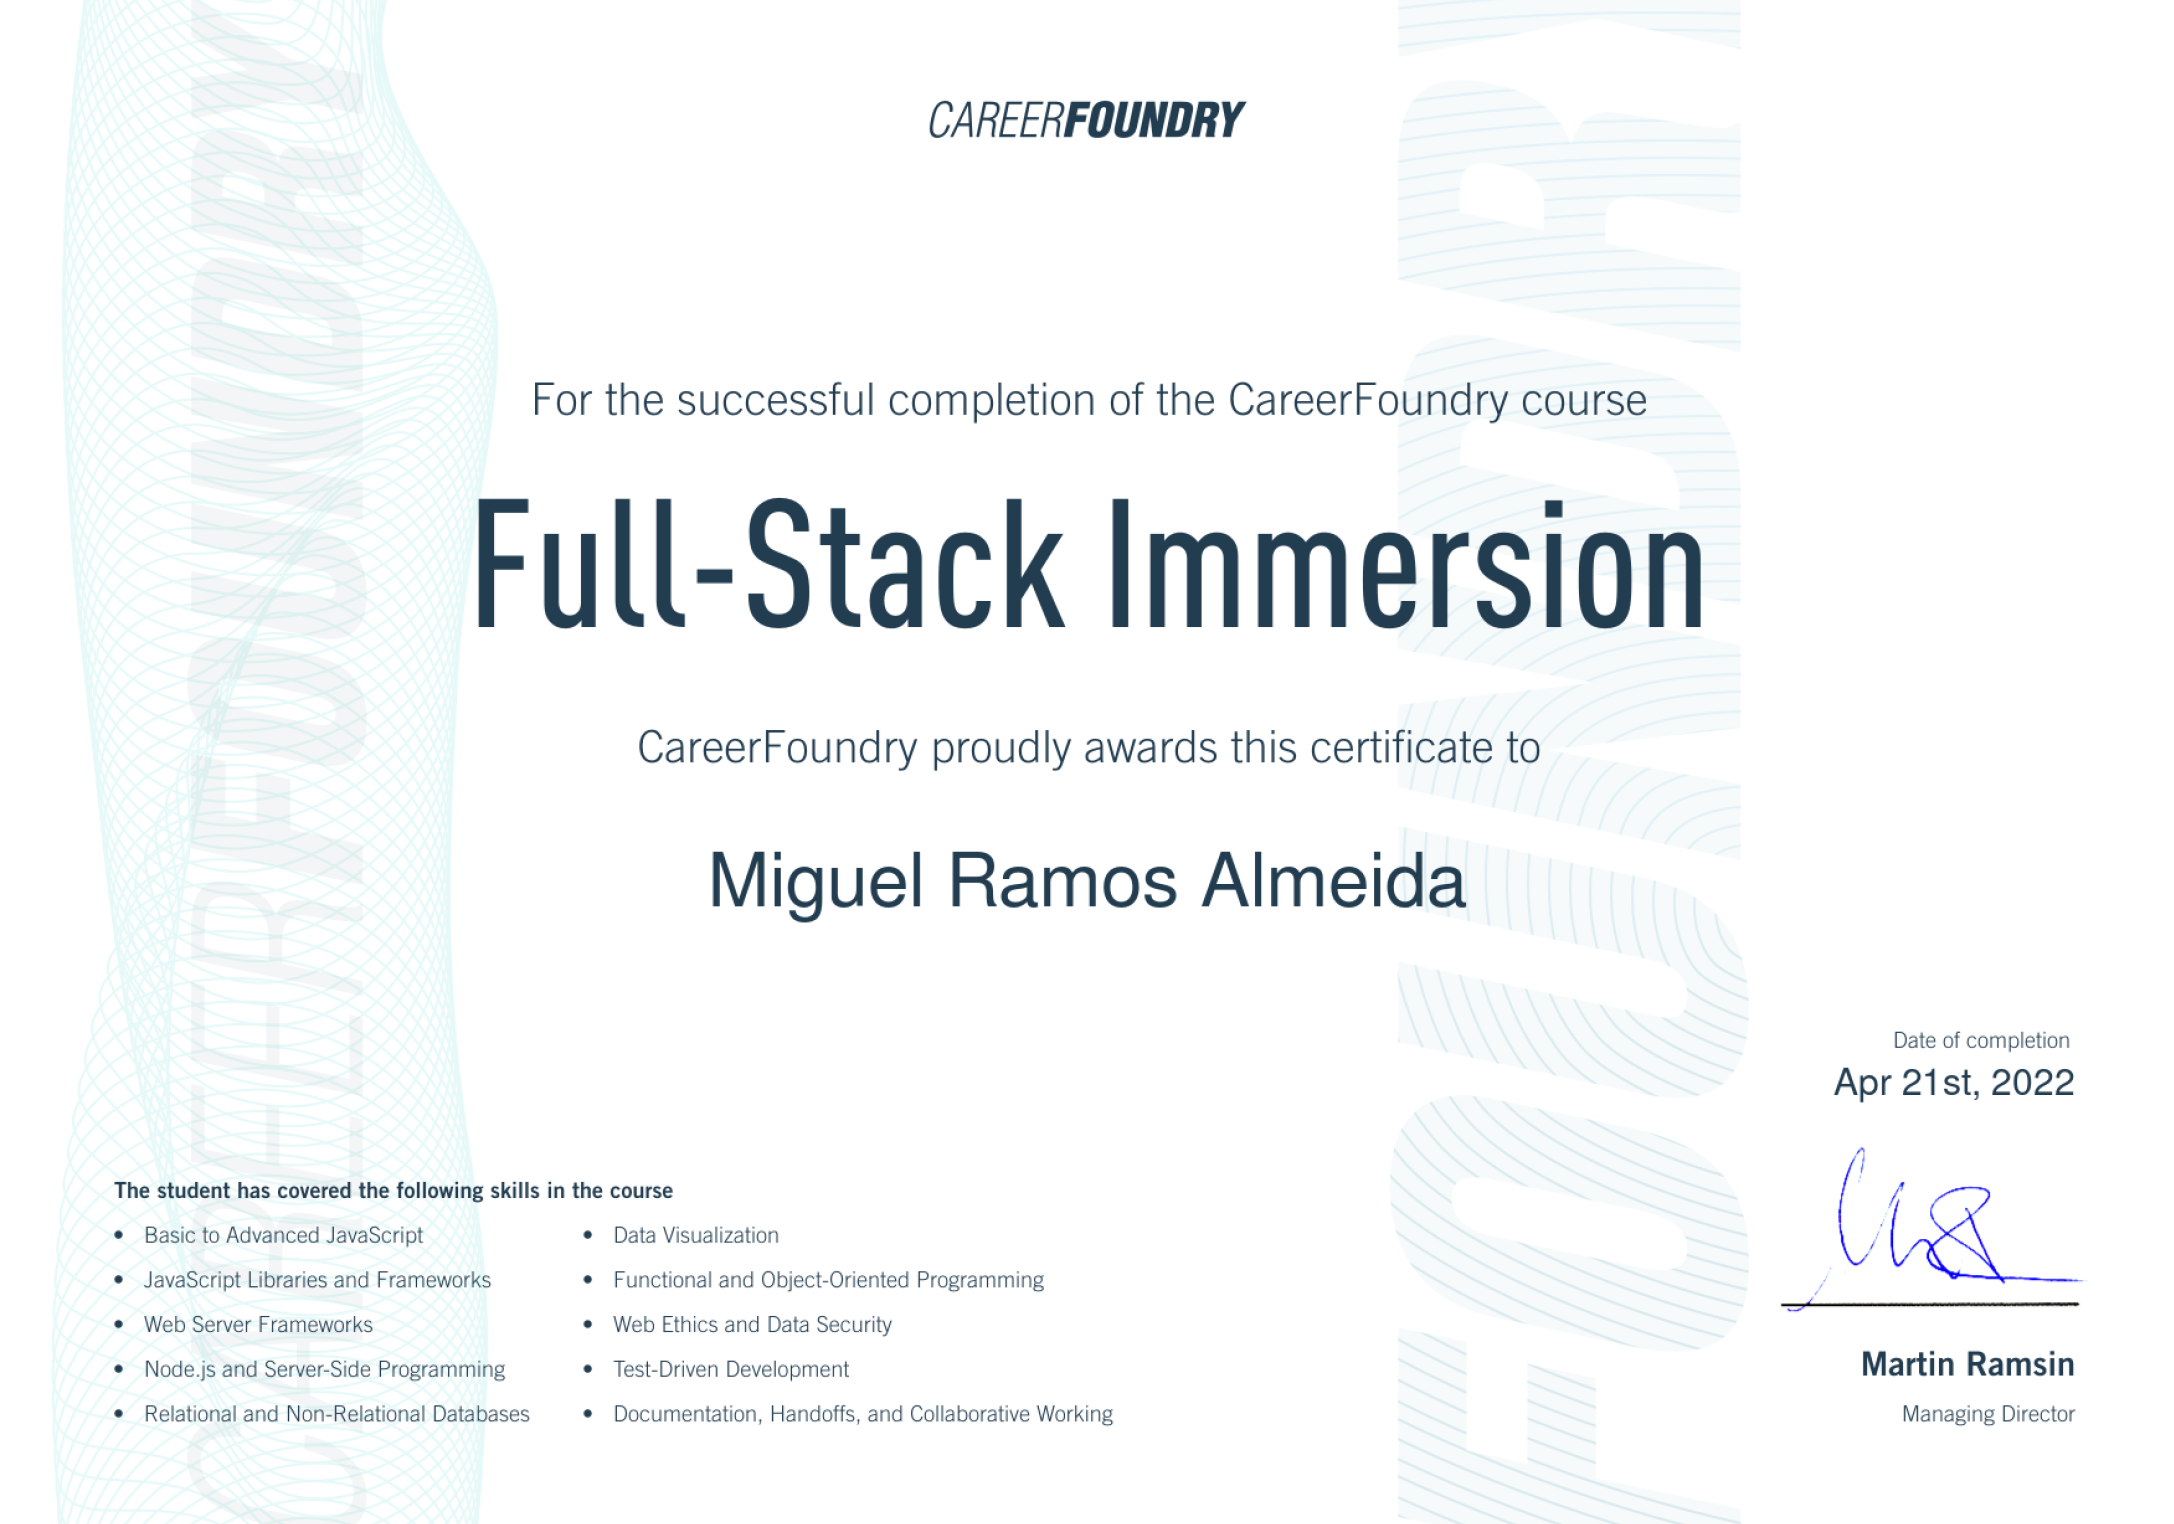 CAREERFOUNDRY
For the successful completion of the CareerFoundry course
Full-Stack Immersion
CareerFoundry proudly awards this certificate to
Miguel Ramos Almeida
Date of completion
Apr 21st, 2022
The student has covered the following skills in the course
• Basic to Advanced JavaScript
• JavaScript Libraries and Frameworks
• Web Server Frameworks
• Node.js and Server-Side Programming
• Relational and Non-Relational Databases
• Data Visualization
• Functional and Object-Oriented Programming
• Web Ethics and Data Security
• Test-Driven Development
• Documentation, Handoffs, and Collaborative Working
Martin Ramsin
Managing Director
CAREERFOUNDRY
FOUNDR